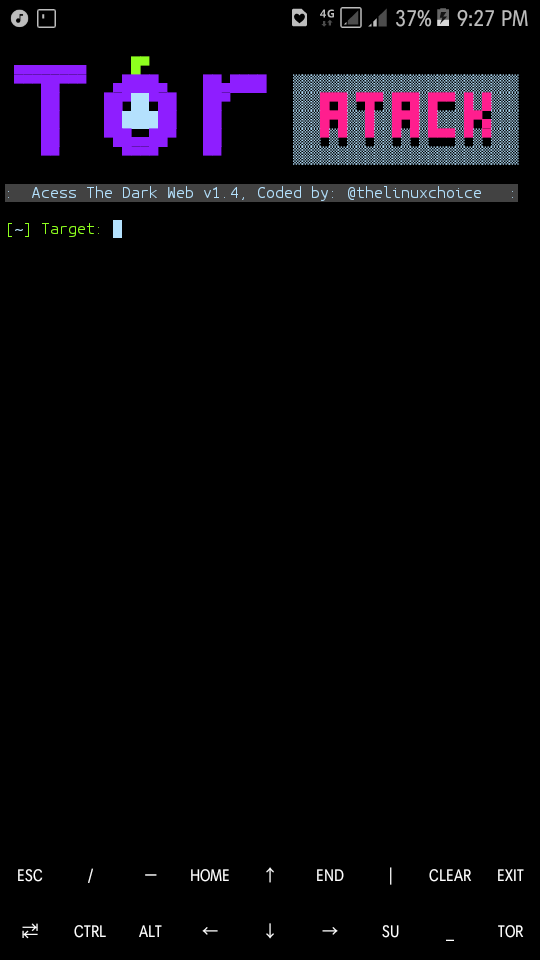 4G 37% 9:27 PM
Tor ATACK
: Acess The Dark Web v1.4, Coded by: @thelinuxchoice :
[~] Target:
ESC / — HOME ↑ END | CLEAR EXIT
⇄ CTRL ALT ← ↓ → SU _ TOR